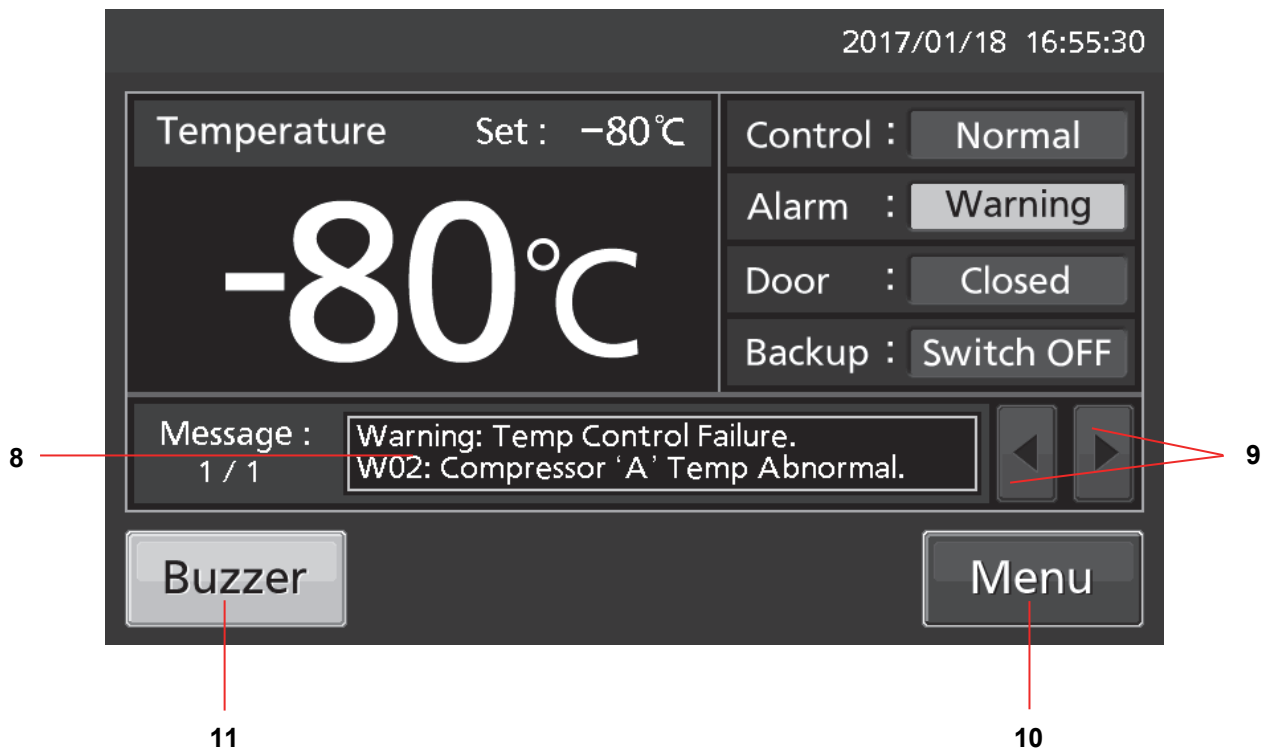 2017/01/18 16:55:30
Temperature Set : −80℃
-80℃
Control : Normal
Alarm : Warning
Door : Closed
Backup : Switch OFF
Message :
1 / 1
Warning: Temp Control Failure.
W02: Compressor ‘A’ Temp Abnormal.
8
9
Buzzer
Menu
11
10